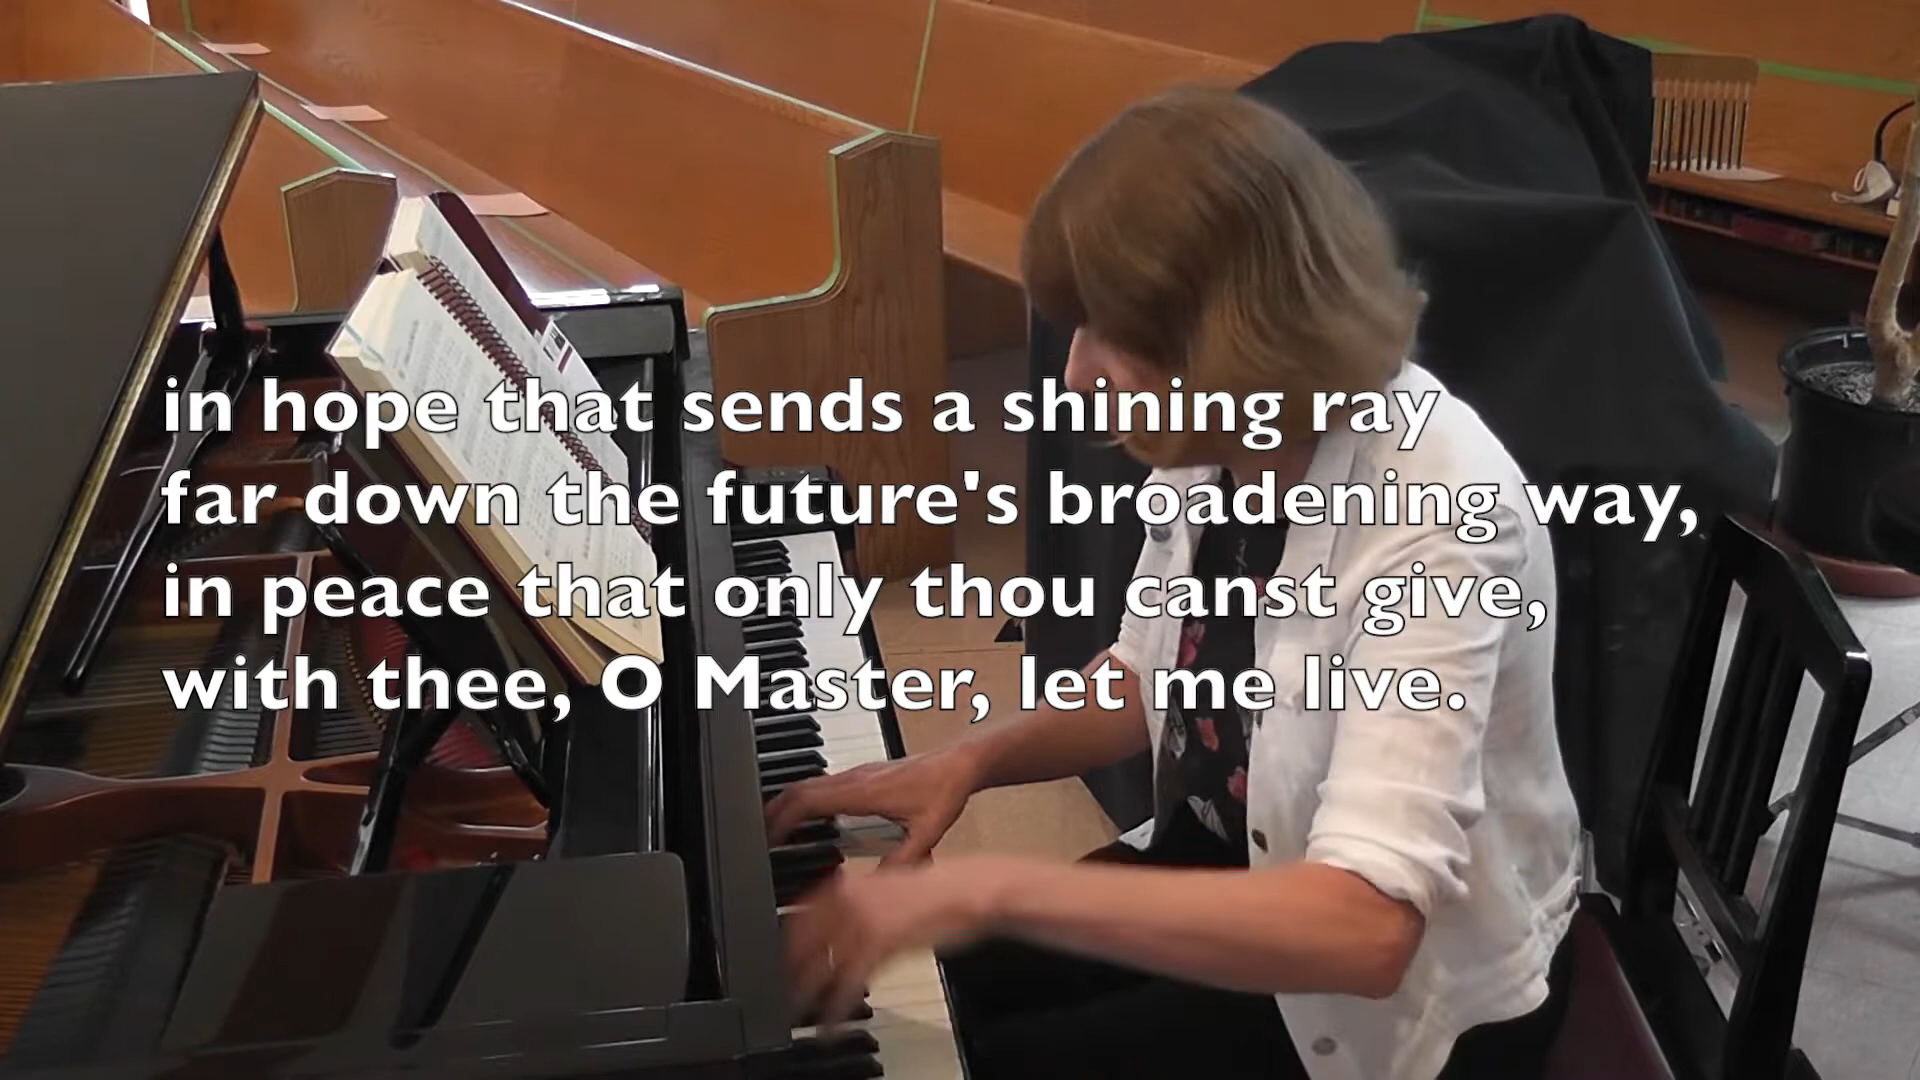 in hope that sends a shining ray
far down the future's broadening way,
in peace that only thou canst give,
with thee, O Master, let me live.